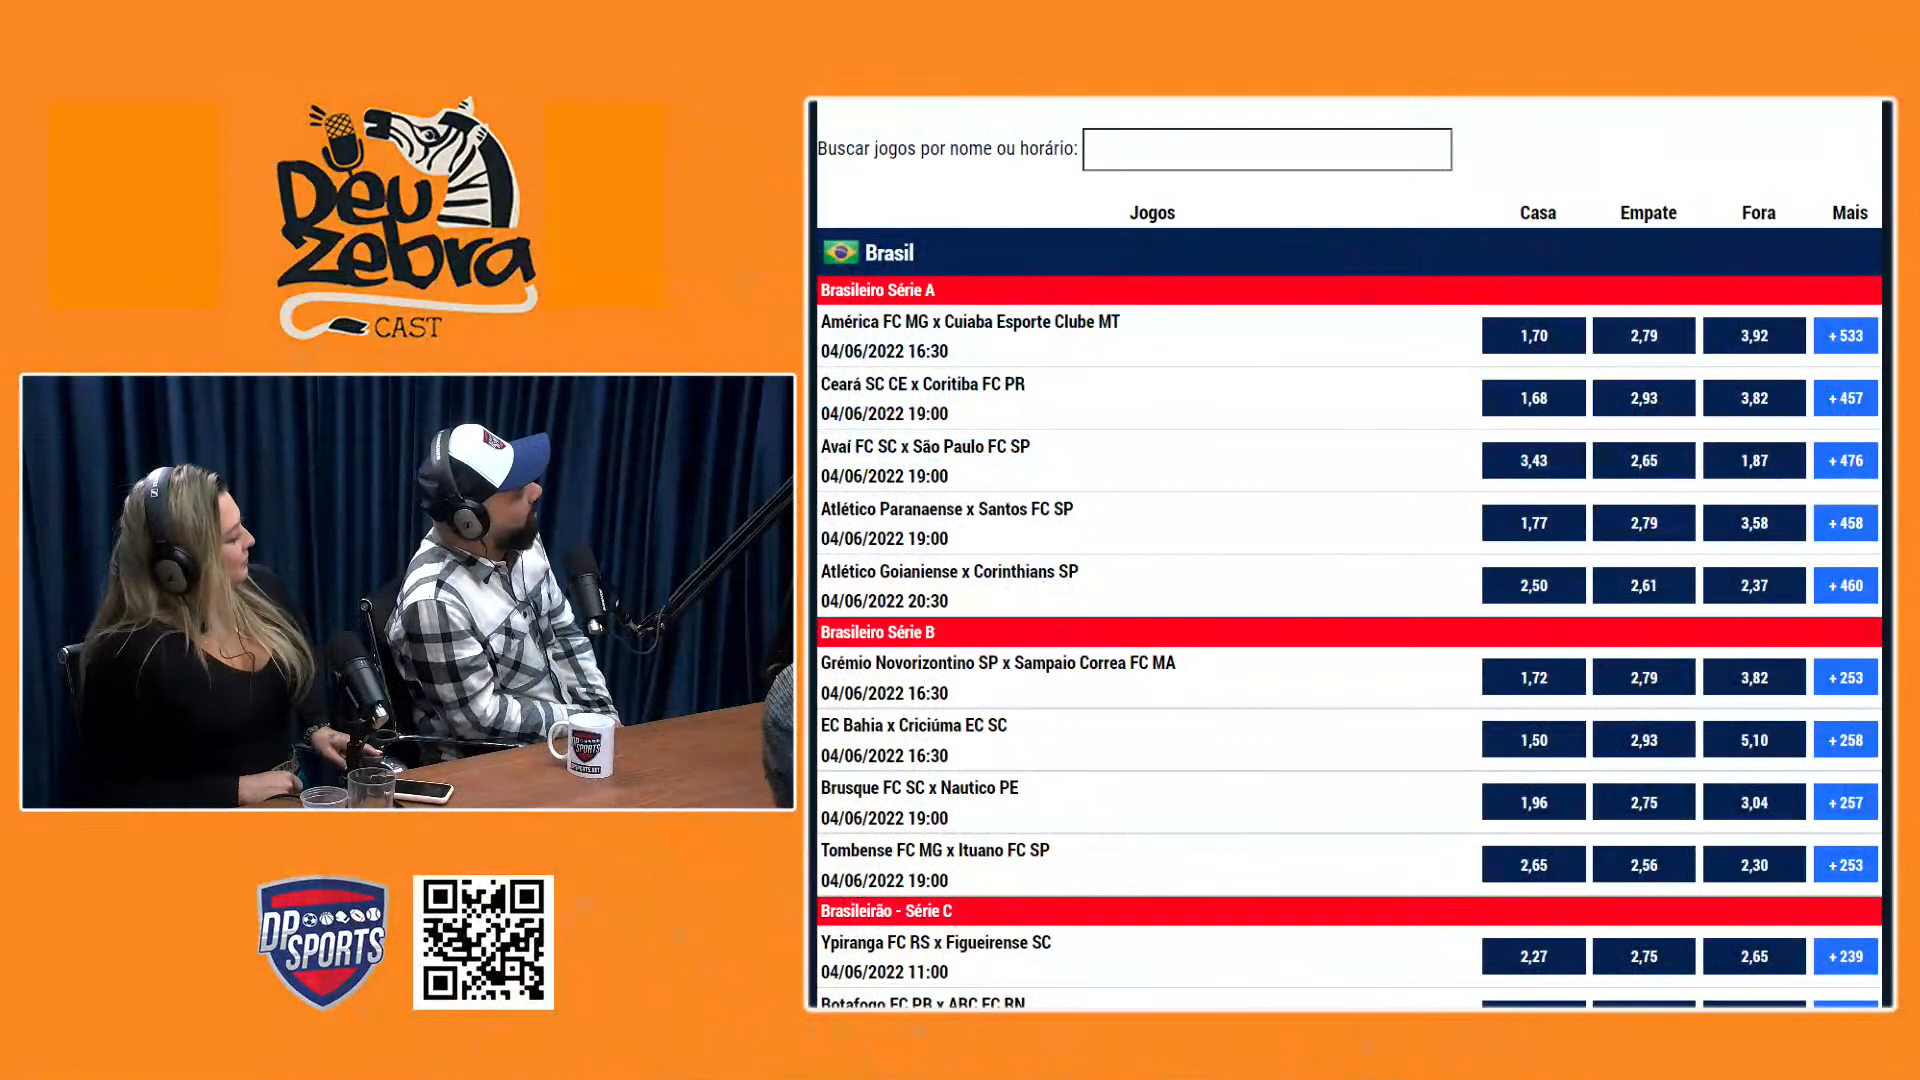 Deu
Zebra
CAST
DP
SPORTS
DP
SPORTS
Buscar jogos por nome ou horário:
Jogos Casa Empate Fora Mais
Brasil
Brasileiro Série A
América FC MG x Cuiaba Esporte Clube MT
04/06/2022 16:30
1,70 2,79 3,92 + 533
Ceará SC CE x Coritiba FC PR
04/06/2022 19:00
1,68 2,93 3,82 + 457
Avaí FC SC x São Paulo FC SP
04/06/2022 19:00
3,43 2,65 1,87 + 476
Atlético Paranaense x Santos FC SP
04/06/2022 19:00
1,77 2,79 3,58 + 458
Atlético Goianiense x Corinthians SP
04/06/2022 20:30
2,50 2,61 2,37 + 460
Brasileiro Série B
Grémio Novorizontino SP x Sampaio Correa FC MA
04/06/2022 16:30
1,72 2,79 3,82 + 253
EC Bahia x Criciúma EC SC
04/06/2022 16:30
1,50 2,93 5,10 + 258
Brusque FC SC x Nautico PE
04/06/2022 19:00
1,96 2,75 3,04 + 257
Tombense FC MG x Ituano FC SP
04/06/2022 19:00
2,65 2,56 2,30 + 253
Brasileirão - Série C
Ypiranga FC RS x Figueirense SC
04/06/2022 11:00
2,27 2,75 2,65 + 239
Botafogo FC PB x ABC FC RN